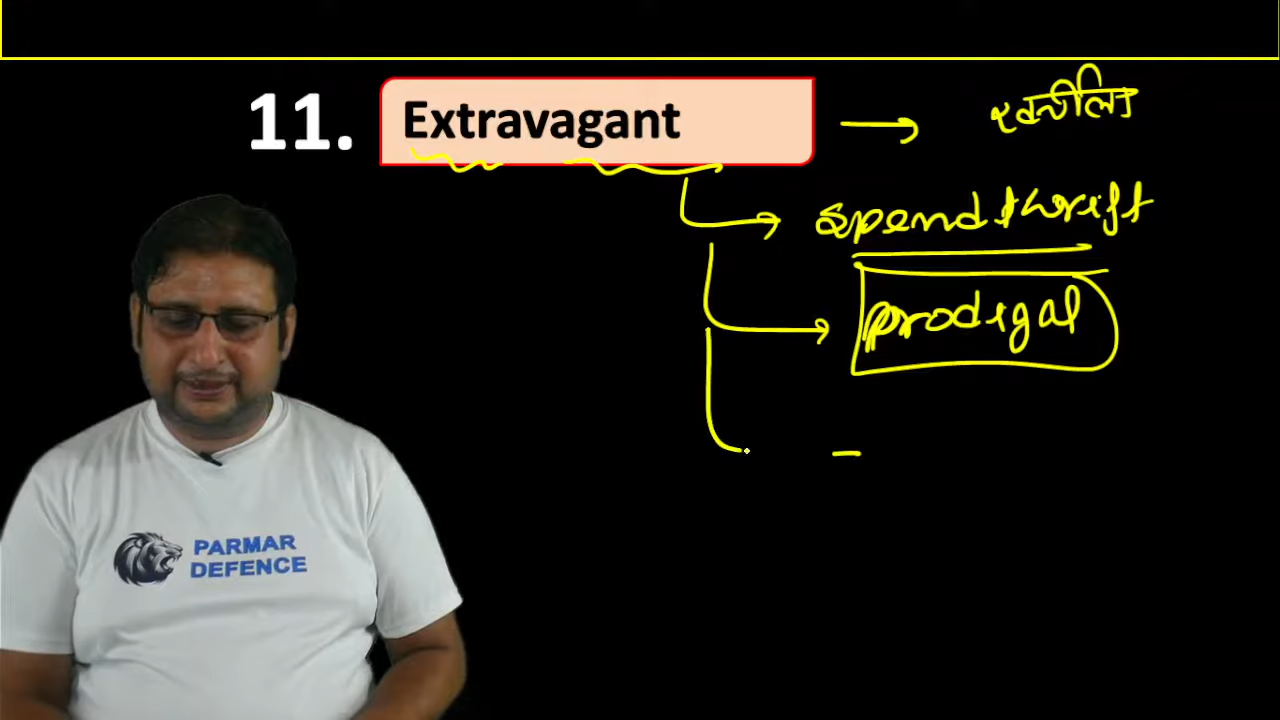 11. Extravagant → खर्चीला
spendthrift
prodigal
PARMAR
DEFENCE